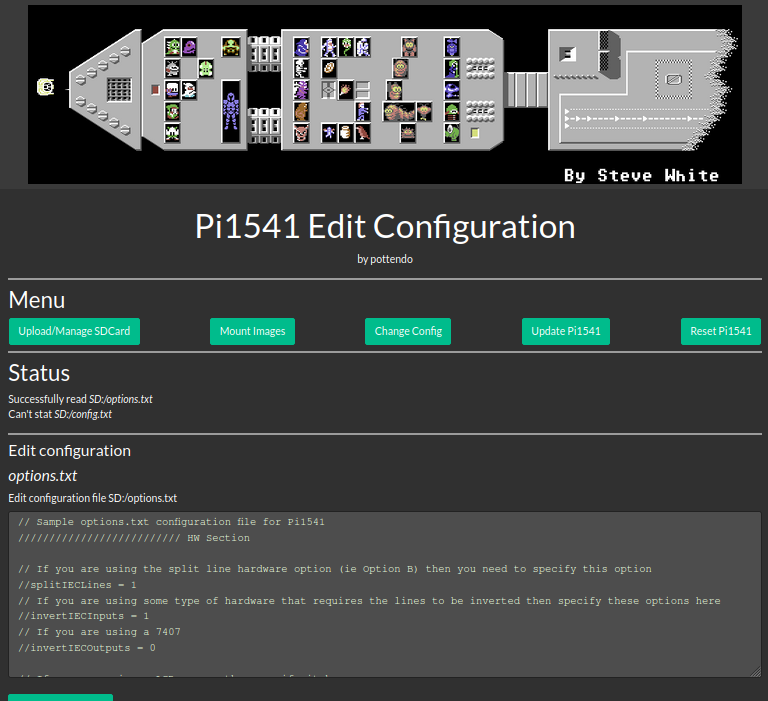 By Steve White
Pi1541 Edit Configuration
by pottendo
Menu
Upload/Manage SDCard
Mount Images
Change Config
Update Pi1541
Reset Pi1541
Status
Successfully read SD:/options.txt
Can't stat SD:/config.txt
Edit configuration
options.txt
Edit configuration file SD:/options.txt
// Sample options.txt configuration file for Pi1541
////////////////////////// HW Section
// If you are using the split line hardware option (ie Option B) then you need to specify this option
//splitIECLines = 1
// If you are using some type of hardware that requires the lines to be inverted then specify these options here
//invertIECInputs = 1
// If you are using a 7407
//invertIECOutputs = 0